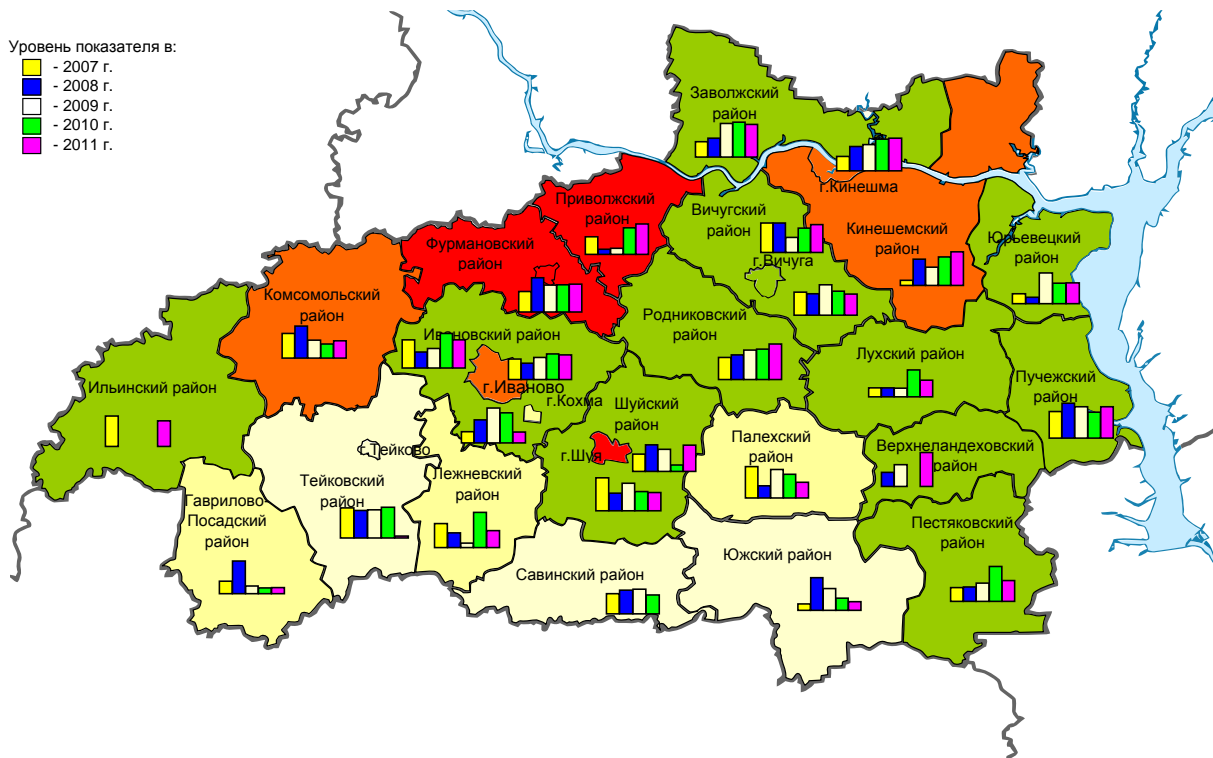 Уровень показателя в:
- 2007 г.
- 2008 г.
- 2009 г.
- 2010 г.
- 2011 г.
Заволжский
район
г.Кинешма
Приволжский
район
Вичугский
район
Кинешемский
район
Фурмановский
район
Юрьевецкий
район
г.Вичуга
Комсомольский
район
Родниковский
район
Ивановский район
Лухский район
Ильинский район
г.Иваново
Пучежский
район
г.Кохма
Шуйский
район
Палехский
район
Верхнеландеховский
район
г.Тейково
г.Шуя
Лежневский
район
Тейковский
район
Гаврилово-
Посадский
район
Пестяковский
район
Южский район
Савинский район